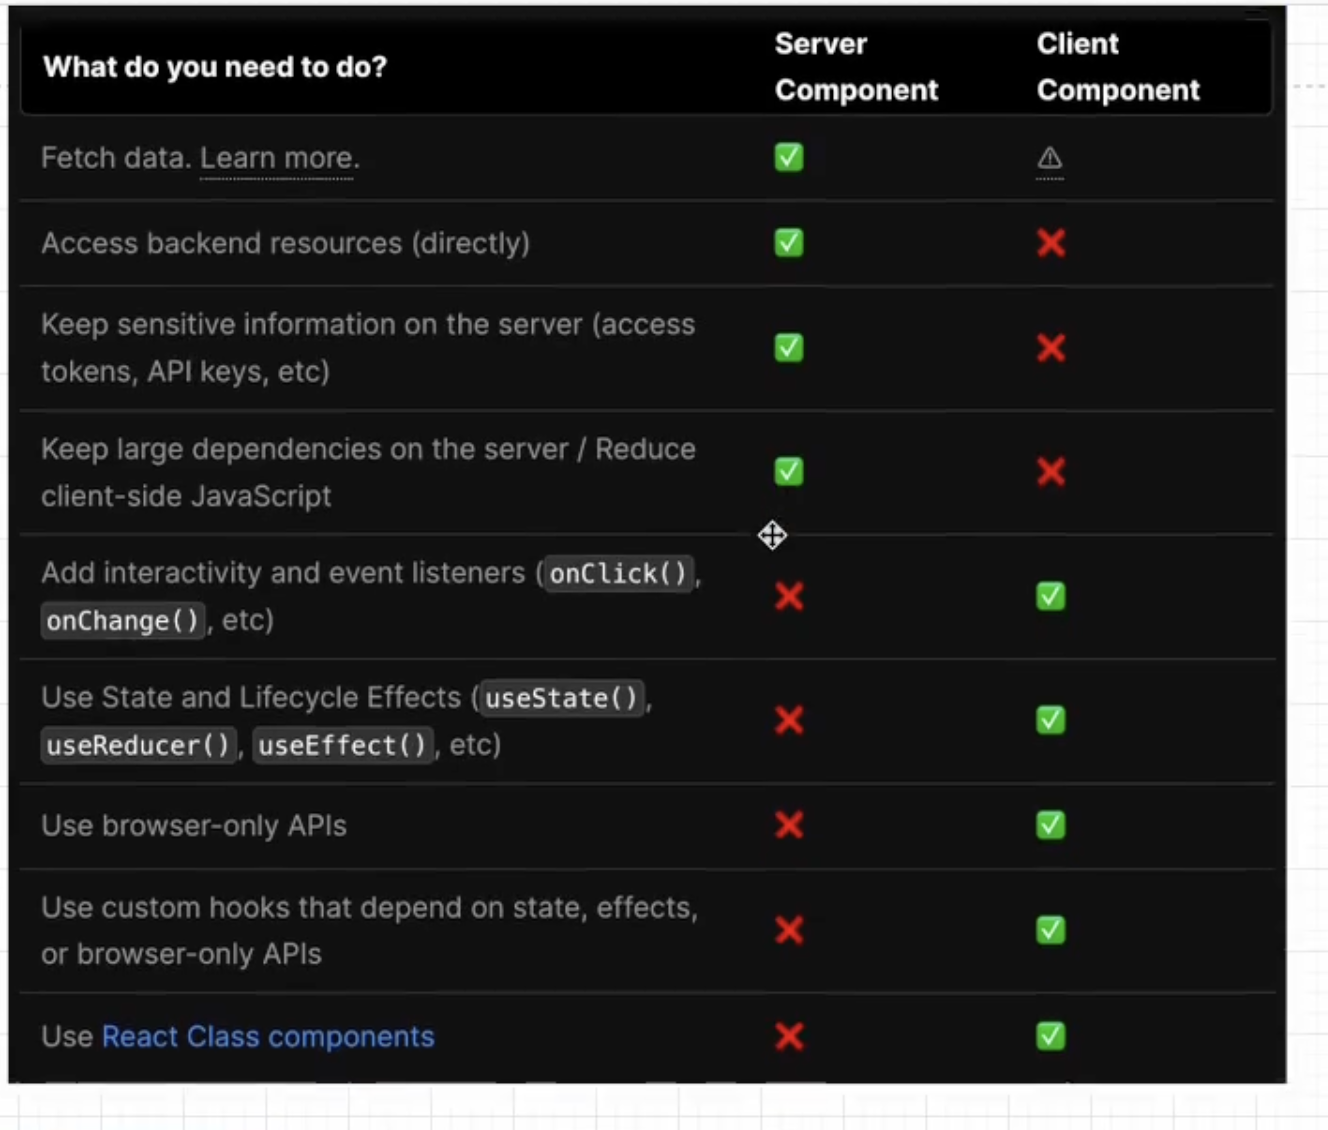 What do you need to do?
Server
Component
Client
Component
Fetch data. Learn more.
Access backend resources (directly)
Keep sensitive information on the server (access
tokens, API keys, etc)
Keep large dependencies on the server / Reduce
client-side JavaScript
Add interactivity and event listeners (onClick(),
onChange(), etc)
Use State and Lifecycle Effects (useState(),
useReducer(), useEffect(), etc)
Use browser-only APIs
Use custom hooks that depend on state, effects,
or browser-only APIs
Use React Class components